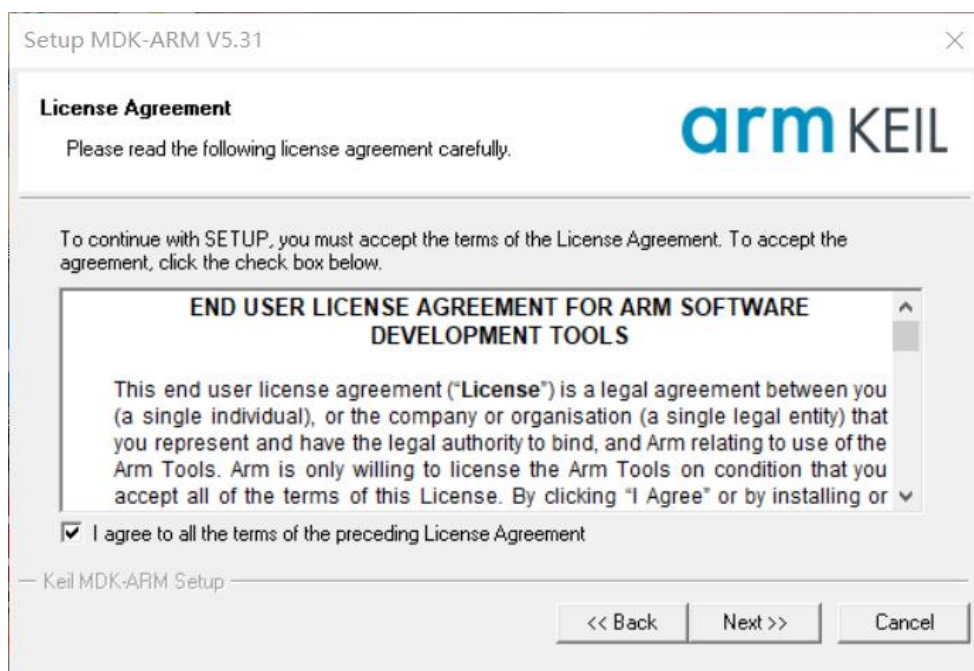 Setup MDK-ARM V5.31
License Agreement
Please read the following license agreement carefully.
arm KEIL
To continue with SETUP, you must accept the terms of the License Agreement. To accept the
agreement, click the check box below.
END USER LICENSE AGREEMENT FOR ARM SOFTWARE
DEVELOPMENT TOOLS
This end user license agreement (“License”) is a legal agreement between you
(a single individual), or the company or organisation (a single legal entity) that
you represent and have the legal authority to bind, and Arm relating to use of the
Arm Tools. Arm is only willing to license the Arm Tools on condition that you
accept all of the terms of this License. By clicking “I Agree” or by installing or
I agree to all the terms of the preceding License Agreement
Keil MDK-ARM Setup
<< Back Next >> Cancel